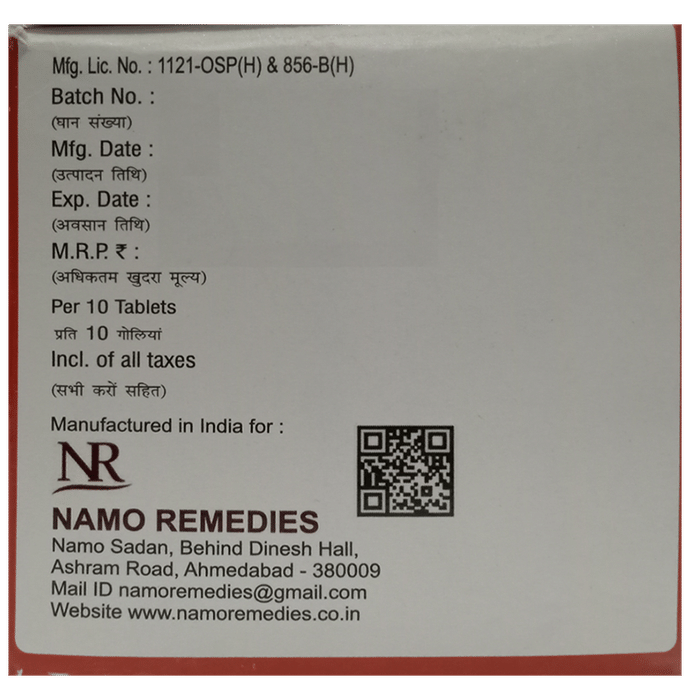 Mfg. Lic. No. : 1121-OSP(H) & 856-B(H)
Batch No. :
(घान संख्या)
Mfg. Date :
(उत्पादन तिथि)
Exp. Date :
(अवसान तिथि)
M.R.P. ₹ :
(अधिकतम खुदरा मूल्य)
Per 10 Tablets
प्रति 10 गोलियां
Incl. of all taxes
(सभी करों सहित)
Manufactured in India for :
NR
NAMO REMEDIES
Namo Sadan, Behind Dinesh Hall,
Ashram Road, Ahmedabad - 380009
Mail ID namoremedies@gmail.com
Website www.namoremedies.co.in